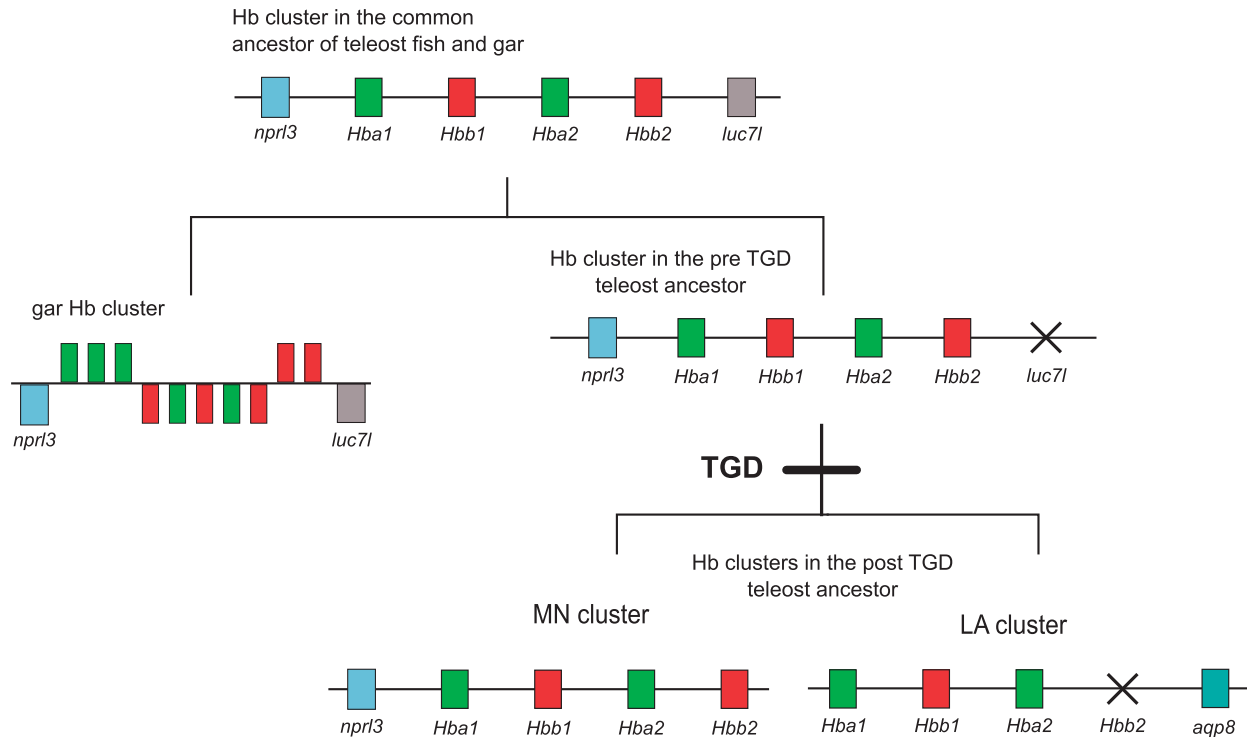 Hb cluster in the common
ancestor of teleost fish and gar
nprl3 Hba1 Hbb1 Hba2 Hbb2 luc7l
Hb cluster in the pre TGD
teleost ancestor
gar Hb cluster
nprl3 Hba1 Hbb1 Hba2 Hbb2 luc7l
nprl3 luc7l
TGD
Hb clusters in the post TGD
teleost ancestor
MN cluster
LA cluster
nprl3 Hba1 Hbb1 Hba2 Hbb2
Hba1 Hbb1 Hba2 Hbb2 aqp8